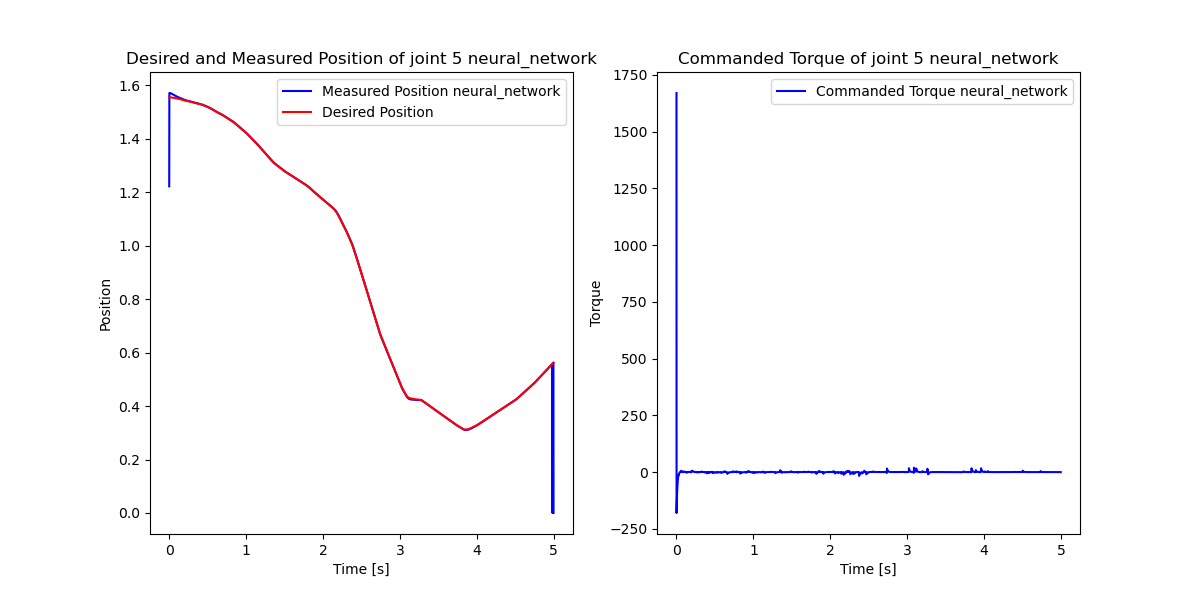 Desired and Measured Position of joint 5 neural_network
Measured Position neural_network
Desired Position
Position
1.6
1.4
1.2
1.0
0.8
0.6
0.4
0.2
0.0
0 1 2 3 4 5
Time [s]
Commanded Torque of joint 5 neural_network
Commanded Torque neural_network
Torque
1750
1500
1250
1000
750
500
250
0
−250
0 1 2 3 4 5
Time [s]